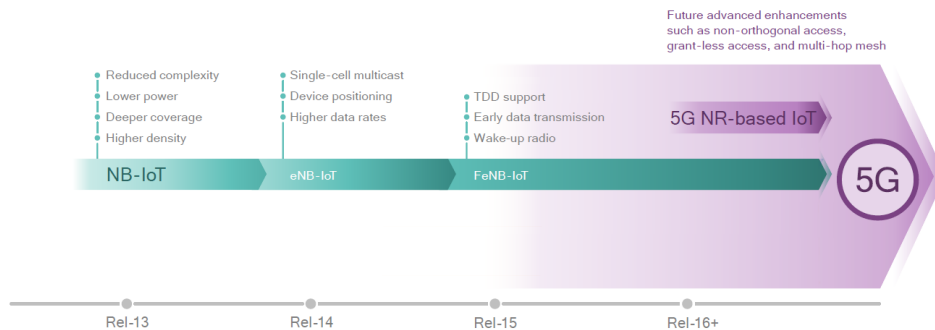 Future advanced enhancements
such as non-orthogonal access,
grant-less access, and multi-hop mesh
Reduced complexity
Lower power
Deeper coverage
Higher density
Single-cell multicast
Device positioning
Higher data rates
TDD support
Early data transmission
Wake-up radio
5G NR-based IoT
NB-IoT
eNB-IoT
FeNB-IoT
5G
Rel-13
Rel-14
Rel-15
Rel-16+